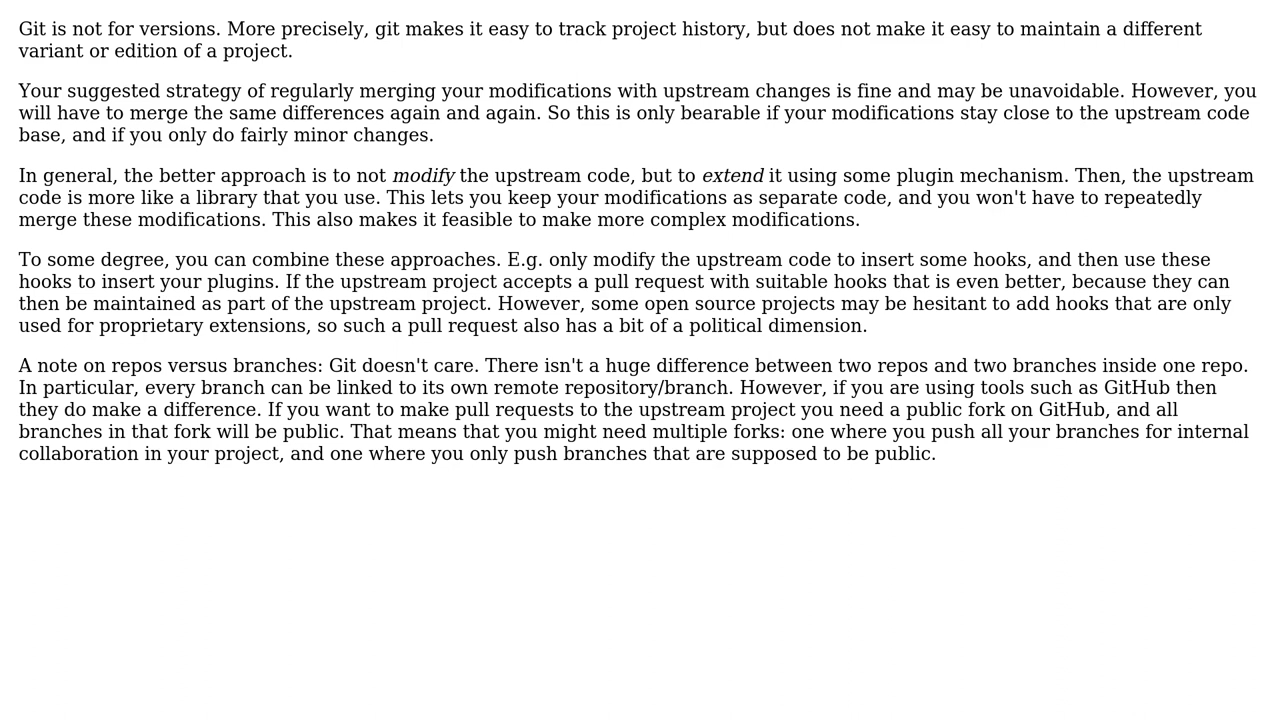 Git is not for versions. More precisely, git makes it easy to track project history, but does not make it easy to maintain a different
variant or edition of a project.
Your suggested strategy of regularly merging your modifications with upstream changes is fine and may be unavoidable. However, you
will have to merge the same differences again and again. So this is only bearable if your modifications stay close to the upstream code
base, and if you only do fairly minor changes.
In general, the better approach is to not modify the upstream code, but to extend it using some plugin mechanism. Then, the upstream
code is more like a library that you use. This lets you keep your modifications as separate code, and you won't have to repeatedly
merge these modifications. This also makes it feasible to make more complex modifications.
To some degree, you can combine these approaches. E.g. only modify the upstream code to insert some hooks, and then use these
hooks to insert your plugins. If the upstream project accepts a pull request with suitable hooks that is even better, because they can
then be maintained as part of the upstream project. However, some open source projects may be hesitant to add hooks that are only
used for proprietary extensions, so such a pull request also has a bit of a political dimension.
A note on repos versus branches: Git doesn't care. There isn't a huge difference between two repos and two branches inside one repo.
In particular, every branch can be linked to its own remote repository/branch. However, if you are using tools such as GitHub then
they do make a difference. If you want to make pull requests to the upstream project you need a public fork on GitHub, and all
branches in that fork will be public. That means that you might need multiple forks: one where you push all your branches for internal
collaboration in your project, and one where you only push branches that are supposed to be public.